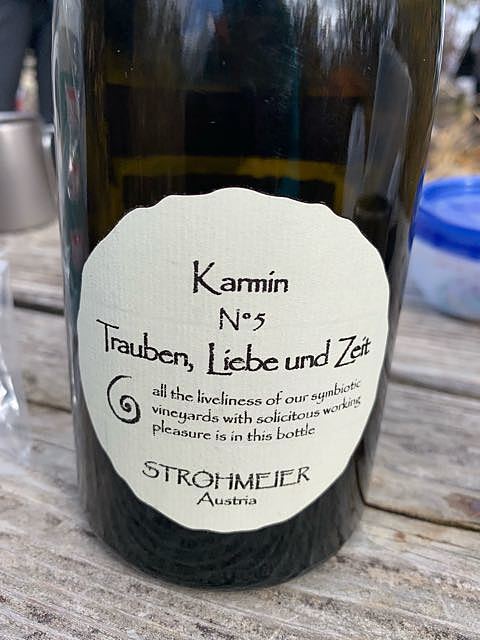 Karmin
Nº5
Trauben, Liebe und Zeit
all the liveliness of our symbiotic
vineyards with solicitous working
pleasure is in this bottle
STROHMEIER
Austria